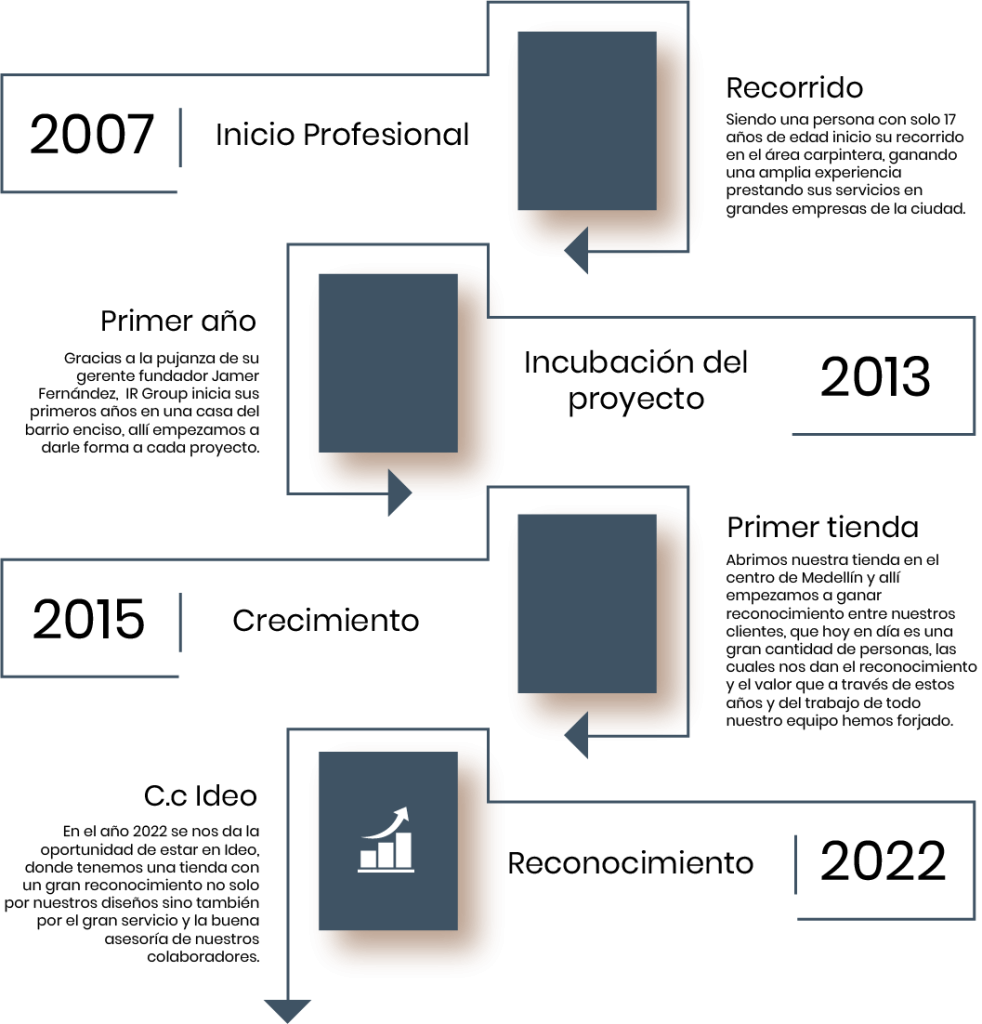 2007
Inicio Profesional
Recorrido
Siendo una persona con solo 17
años de edad inicio su recorrido
en el área carpintera, ganando
una amplia experiencia
prestando sus servicios en
grandes empresas de la ciudad.
Primer año
Gracias a la pujanza de su
gerente fundador Jamer
Fernández, IR Group inicia sus
primeros años en una casa del
barrio enciso, allí empezamos a
darle forma a cada proyecto.
Incubación del
proyecto
2013
2015
Crecimiento
Primer tienda
Abrimos nuestra tienda en el
centro de Medellín y allí
empezamos a ganar
reconocimiento entre nuestros
clientes, que hoy en día es una
gran cantidad de personas, las
cuales nos dan el reconocimiento
y el valor que a través de estos
años y del trabajo de todo
nuestro equipo hemos forjado.
C.c Ideo
En el año 2022 se nos da la
oportunidad de estar en Ideo,
donde tenemos una tienda con
un gran reconocimiento no solo
por nuestros diseños sino también
por el gran servicio y la buena
asesoría de nuestros
colaboradores.
Reconocimiento
2022